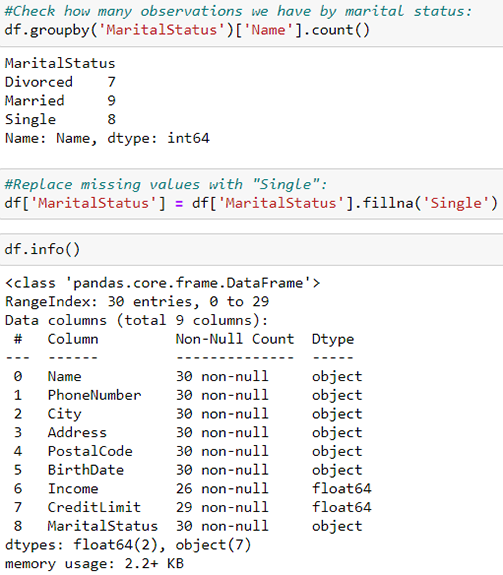 #Check how many observations we have by marital status:
df.groupby('MaritalStatus')['Name'].count()
MaritalStatus
Divorced    7
Married     9
Single      8
Name: Name, dtype: int64
#Replace missing values with "Single":
df['MaritalStatus'] = df['MaritalStatus'].fillna('Single')
df.info()
<class 'pandas.core.frame.DataFrame'>
RangeIndex: 30 entries, 0 to 29
Data columns (total 9 columns):
 #   Column         Non-Null Count  Dtype
---  ------         --------------  -----
 0   Name           30 non-null     object
 1   PhoneNumber    30 non-null     object
 2   City           30 non-null     object
 3   Address        30 non-null     object
 4   PostalCode     30 non-null     object
 5   BirthDate      30 non-null     object
 6   Income         26 non-null     float64
 7   CreditLimit    29 non-null     float64
 8   MaritalStatus  30 non-null     object
dtypes: float64(2), object(7)
memory usage: 2.2+ KB